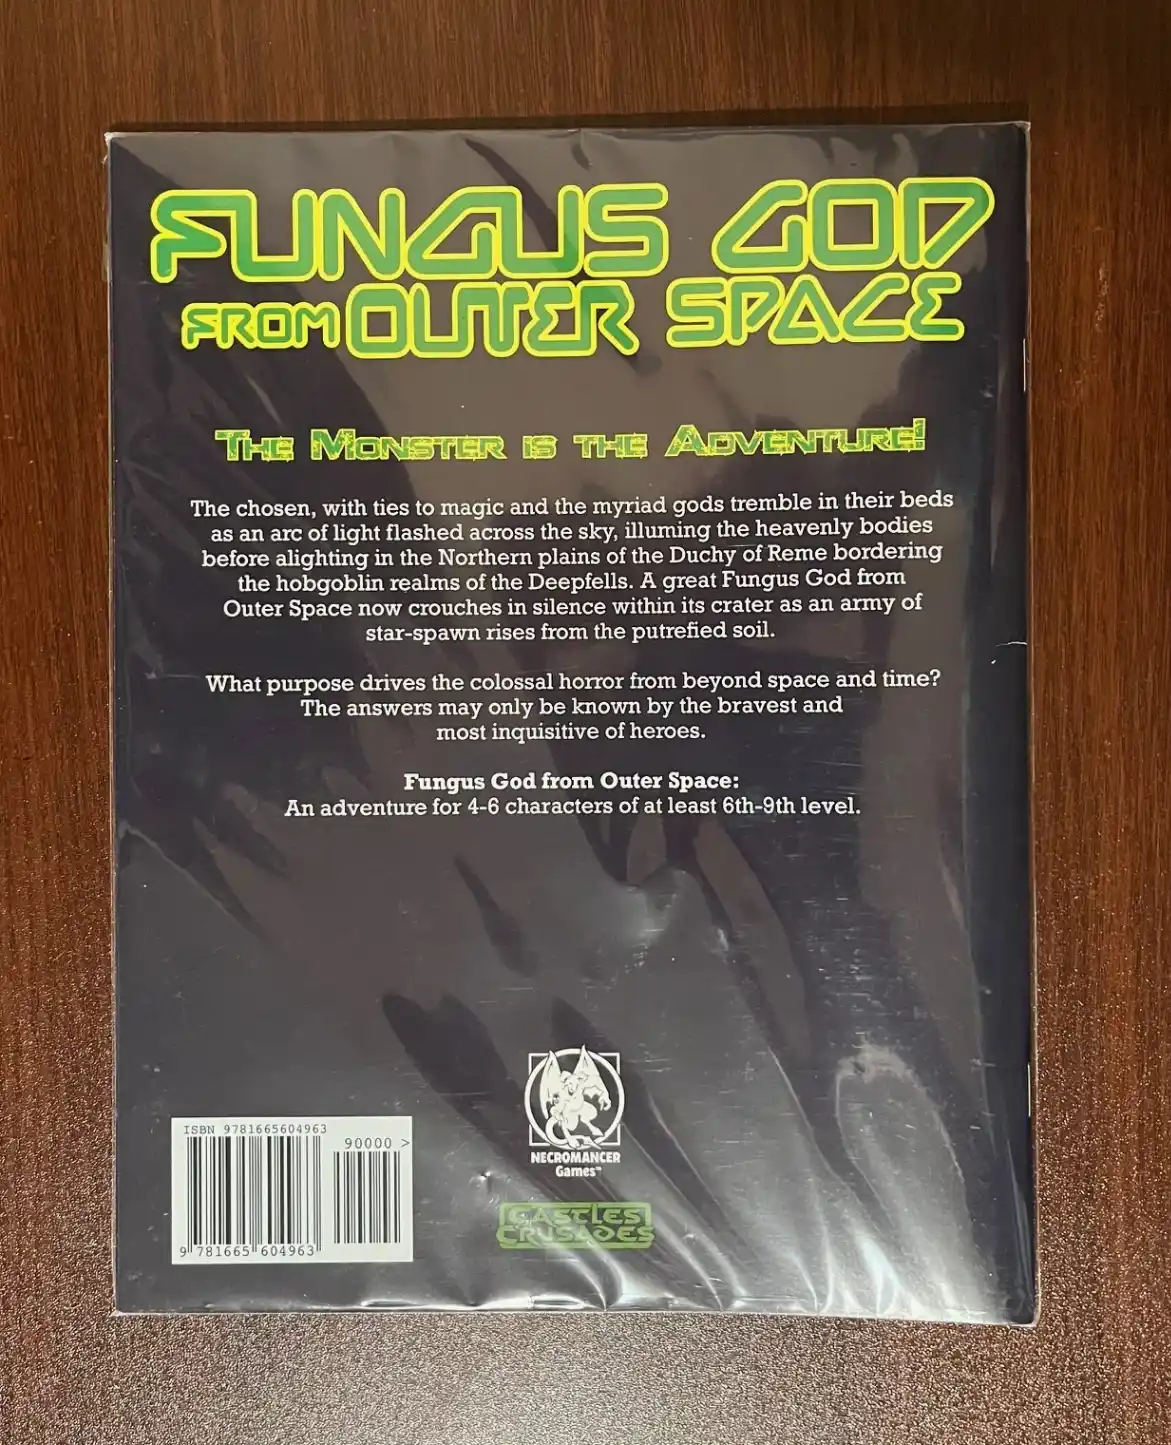 FUNGUS GOD
FROM OUTER SPACE
THE MONSTER IS THE ADVENTURE!
The chosen, with ties to magic and the myriad gods tremble in their beds
as an arc of light flashed across the sky, illuming the heavenly bodies
before alighting in the Northern plains of the Duchy of Reme bordering
the hobgoblin realms of the Deepfells. A great Fungus God from
Outer Space now crouches in silence within its crater as an army of
star-spawn rises from the putrefied soil.
What purpose drives the colossal horror from beyond space and time?
The answers may only be known by the bravest and
most inquisitive of heroes.
Fungus God from Outer Space:
An adventure for 4-6 characters of at least 6th-9th level.
NECROMANCER
Games™
CASTLES
CRUSADES
ISBN 9781665604963
90000 >
9 781665 604963